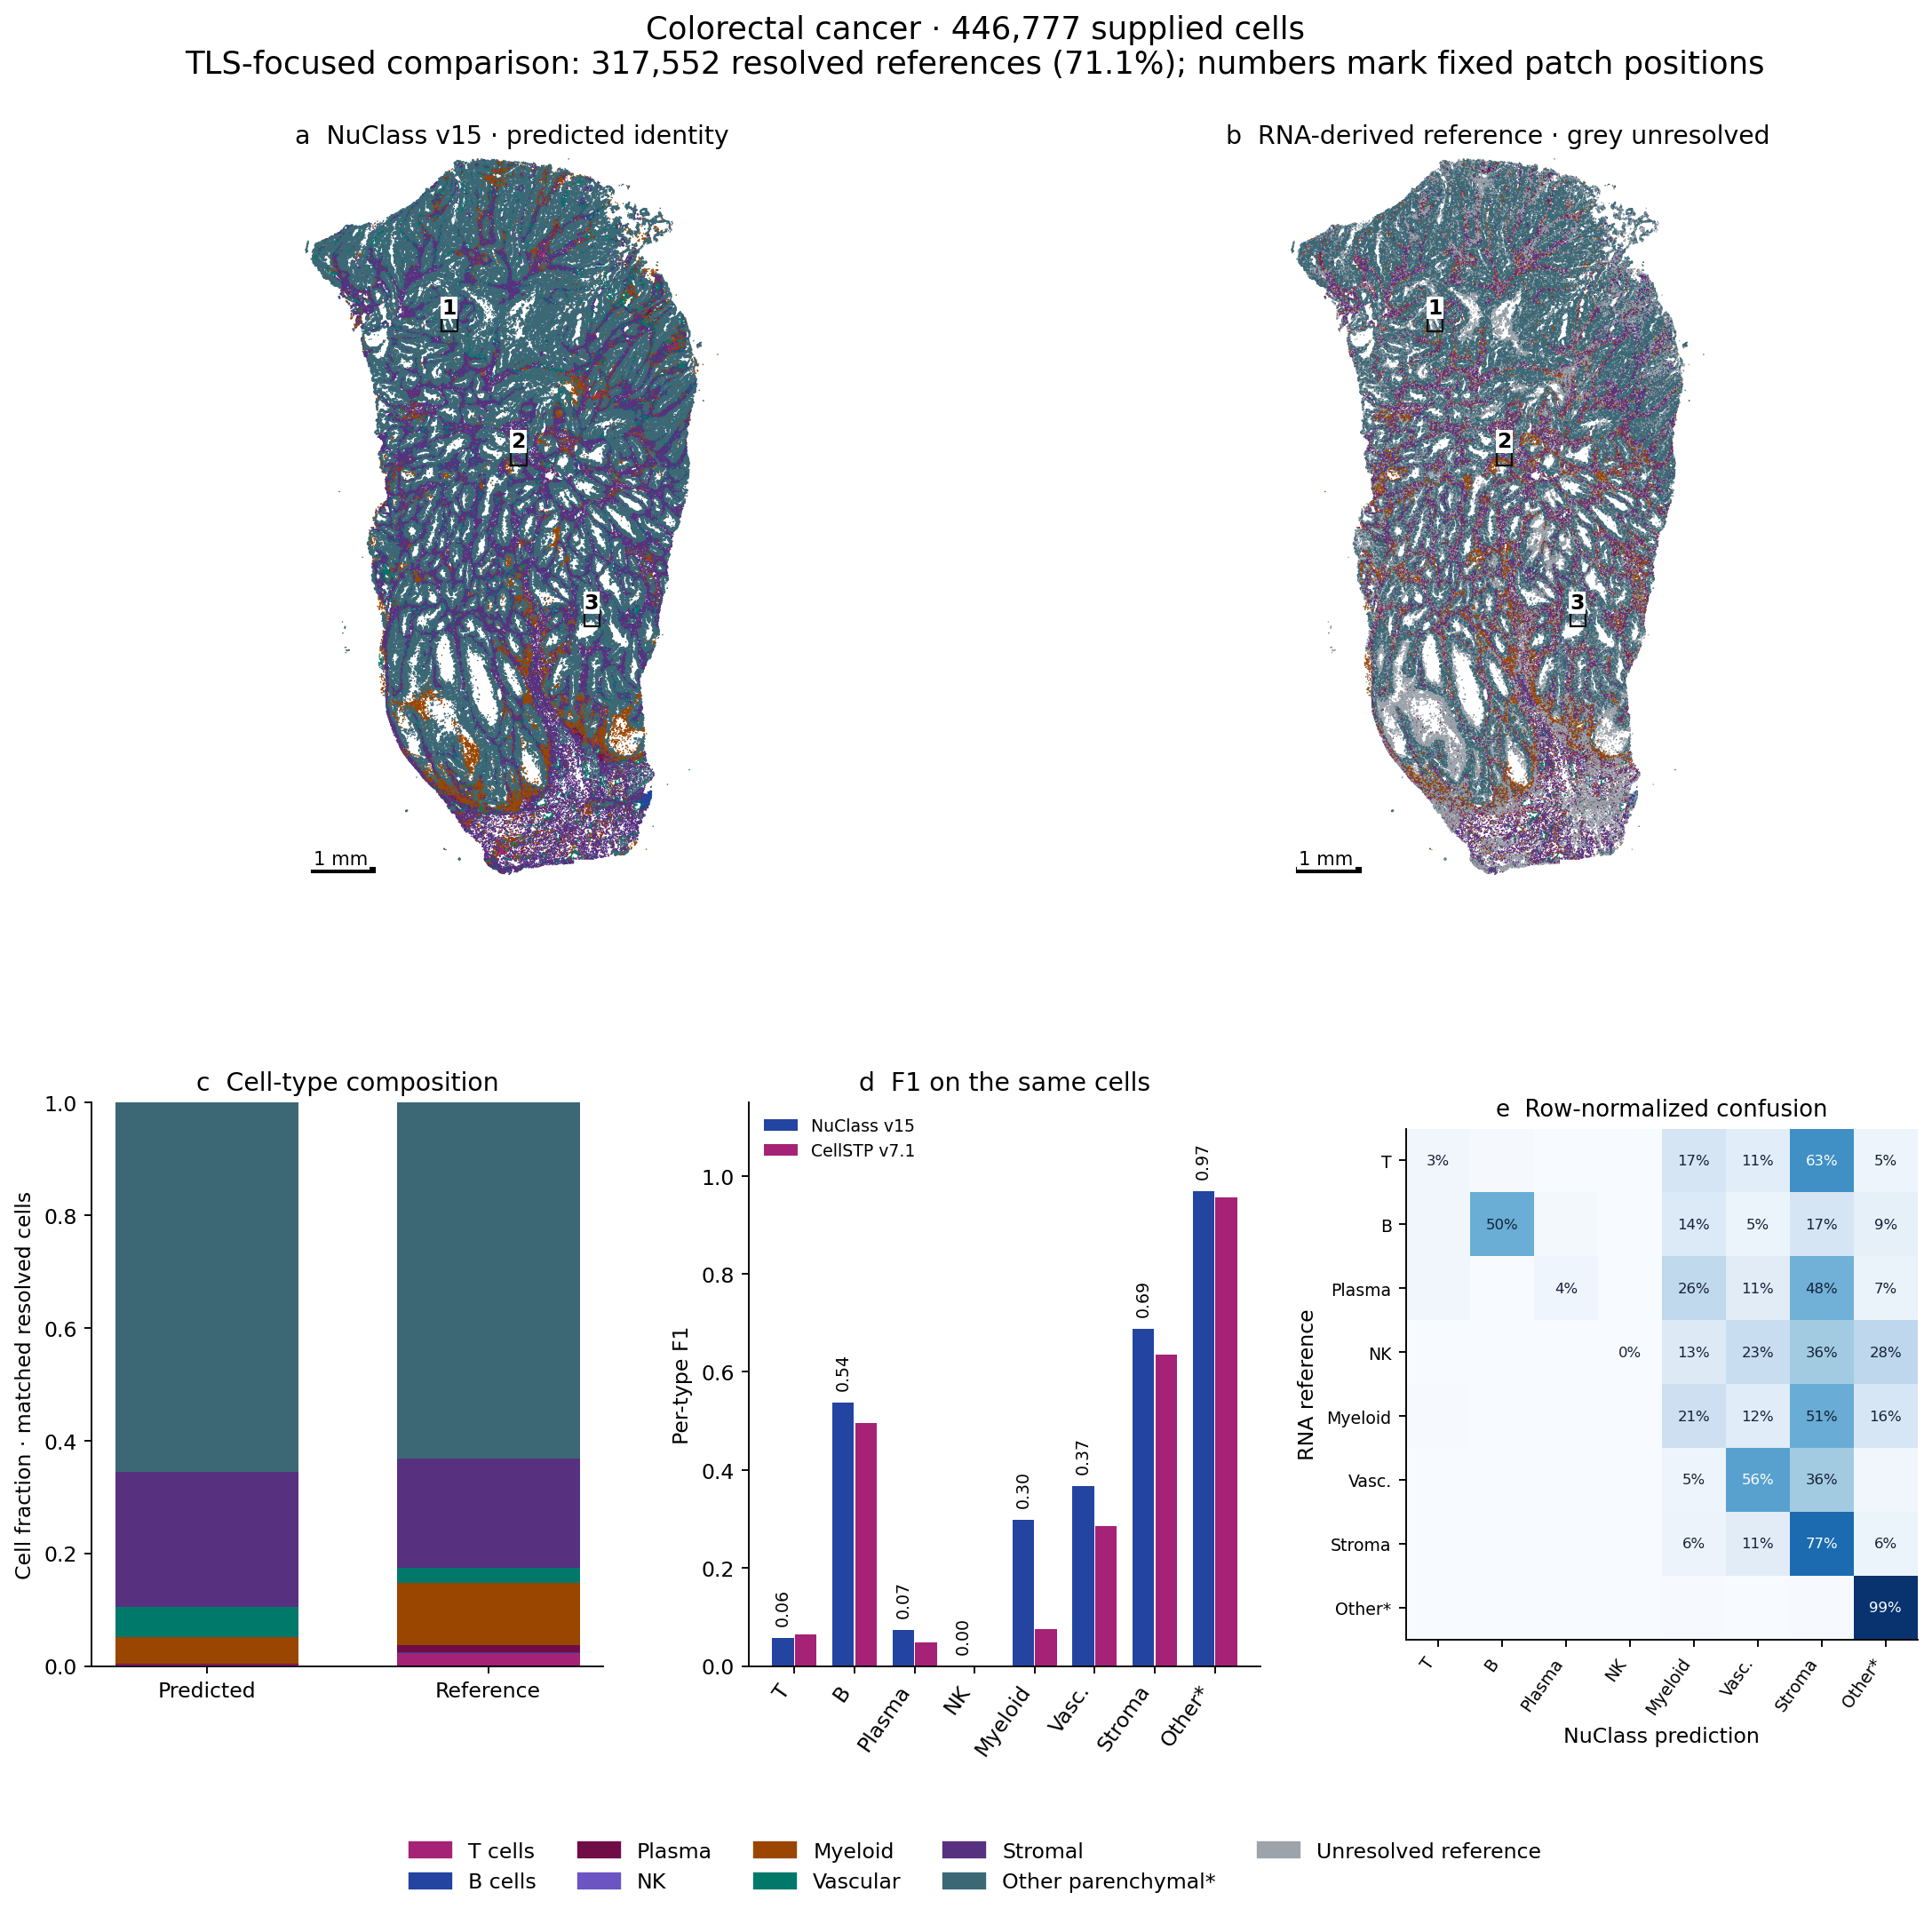 Colorectal cancer · 446,777 supplied cells
TLS-focused comparison: 317,552 resolved references (71.1%); numbers mark fixed patch positions
a NuClass v15 · predicted identity
b RNA-derived reference · grey unresolved
1
2
3
1 mm
1
2
3
1 mm
c Cell-type composition
Cell fraction · matched resolved cells
1.0
0.8
0.6
0.4
0.2
0.0
Predicted
Reference
d F1 on the same cells
NuClass v15
CellSTP v7.1
Per-type F1
1.0
0.8
0.6
0.4
0.2
0.0
0.06
0.54
0.07
0.00
0.30
0.37
0.69
0.97
T
B
Plasma
NK
Myeloid
Vasc.
Stroma
Other*
e Row-normalized confusion
RNA reference
T 3% 17% 11% 63% 5%
B 50% 14% 5% 17% 9%
Plasma 4% 26% 11% 48% 7%
NK 0% 13% 23% 36% 28%
Myeloid 21% 12% 51% 16%
Vasc. 5% 56% 36%
Stroma 6% 11% 77% 6%
Other* 99%
T
B
Plasma
NK
Myeloid
Vasc.
Stroma
Other*
NuClass prediction
T cells
B cells
Plasma
NK
Myeloid
Vascular
Stromal
Other parenchymal*
Unresolved reference